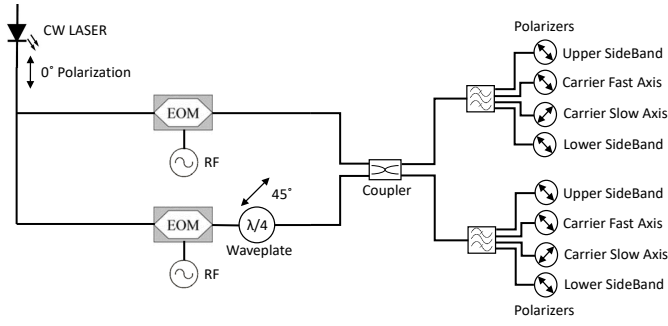 CW LASER
0˚ Polarization
EOM
RF
EOM
RF
45˚
λ/4
Waveplate
Coupler
Polarizers
Upper SideBand
Carrier Fast Axis
Carrier Slow Axis
Lower SideBand
Upper SideBand
Carrier Fast Axis
Carrier Slow Axis
Lower SideBand
Polarizers